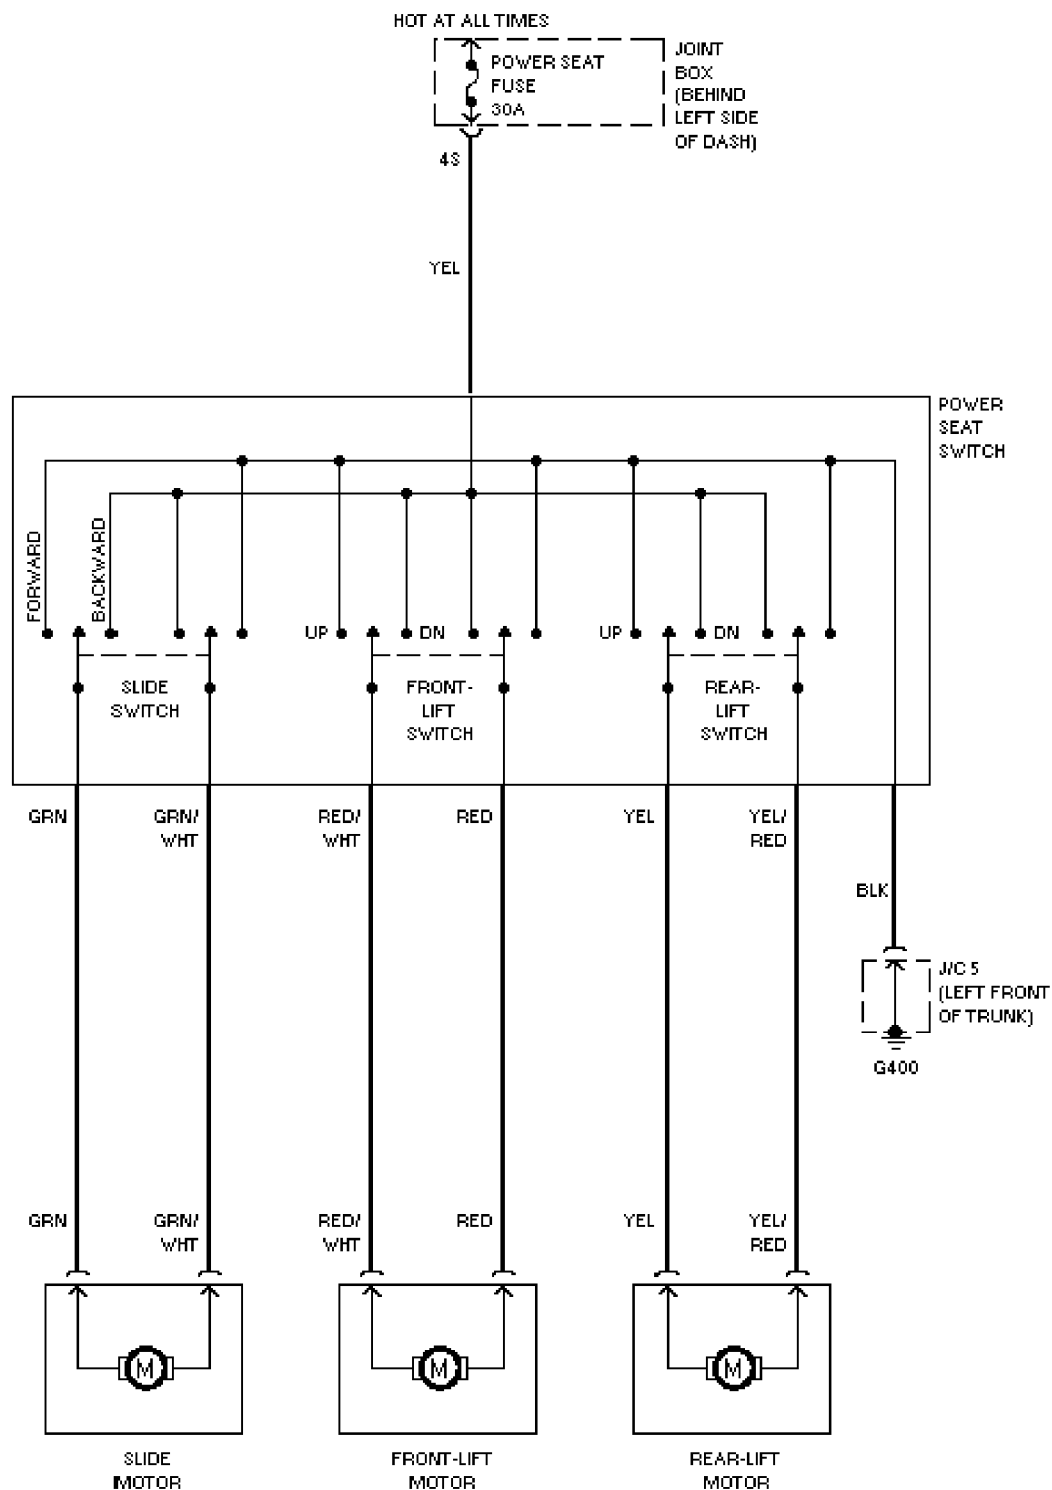 HOT AT ALL TIMES
POWER SEAT
FUSE
30A
JOINT
BOX
(BEHIND
LEFT SIDE
OF DASH)
4S
YEL
POWER
SEAT
SWITCH
FORWARD
BACKWARD
UP
DN
UP
DN
SLIDE
SWITCH
FRONT-
LIFT
SWITCH
REAR-
LIFT
SWITCH
GRN
GRN/
WHT
RED/
WHT
RED
YEL
YEL/
RED
BLK
J/C 5
(LEFT FRONT
OF TRUNK)
G400
GRN
GRN/
WHT
RED/
WHT
RED
YEL
YEL/
RED
M
M
M
SLIDE
MOTOR
FRONT-LIFT
MOTOR
REAR-LIFT
MOTOR